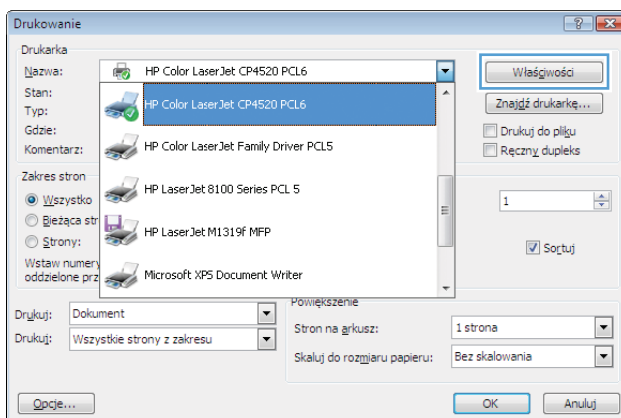 Drukowanie
Drukarka
Nazwa: HP Color LaserJet CP4520 PCL6 Właściwości
Stan: HP Color LaserJet CP4520 PCL6 Znajdź drukarkę...
Typ:
Gdzie: HP Color LaserJet Family Driver PCL5 Drukuj do pliku
Komentarz: Ręczny dupleks
Zakres stron HP LaserJet 8100 Series PCL 5
Wszystko 1
Bieżąca str HP LaserJet M1319f MFP
Strony: Sortuj
Wstaw numery
oddzielone prz Microsoft XPS Document Writer
Powiększenie
Drukuj: Dokument Stron na arkusz: 1 strona
Drukuj: Wszystkie strony z zakresu Skaluj do rozmiaru papieru: Bez skalowania
Opcje... OK Anuluj